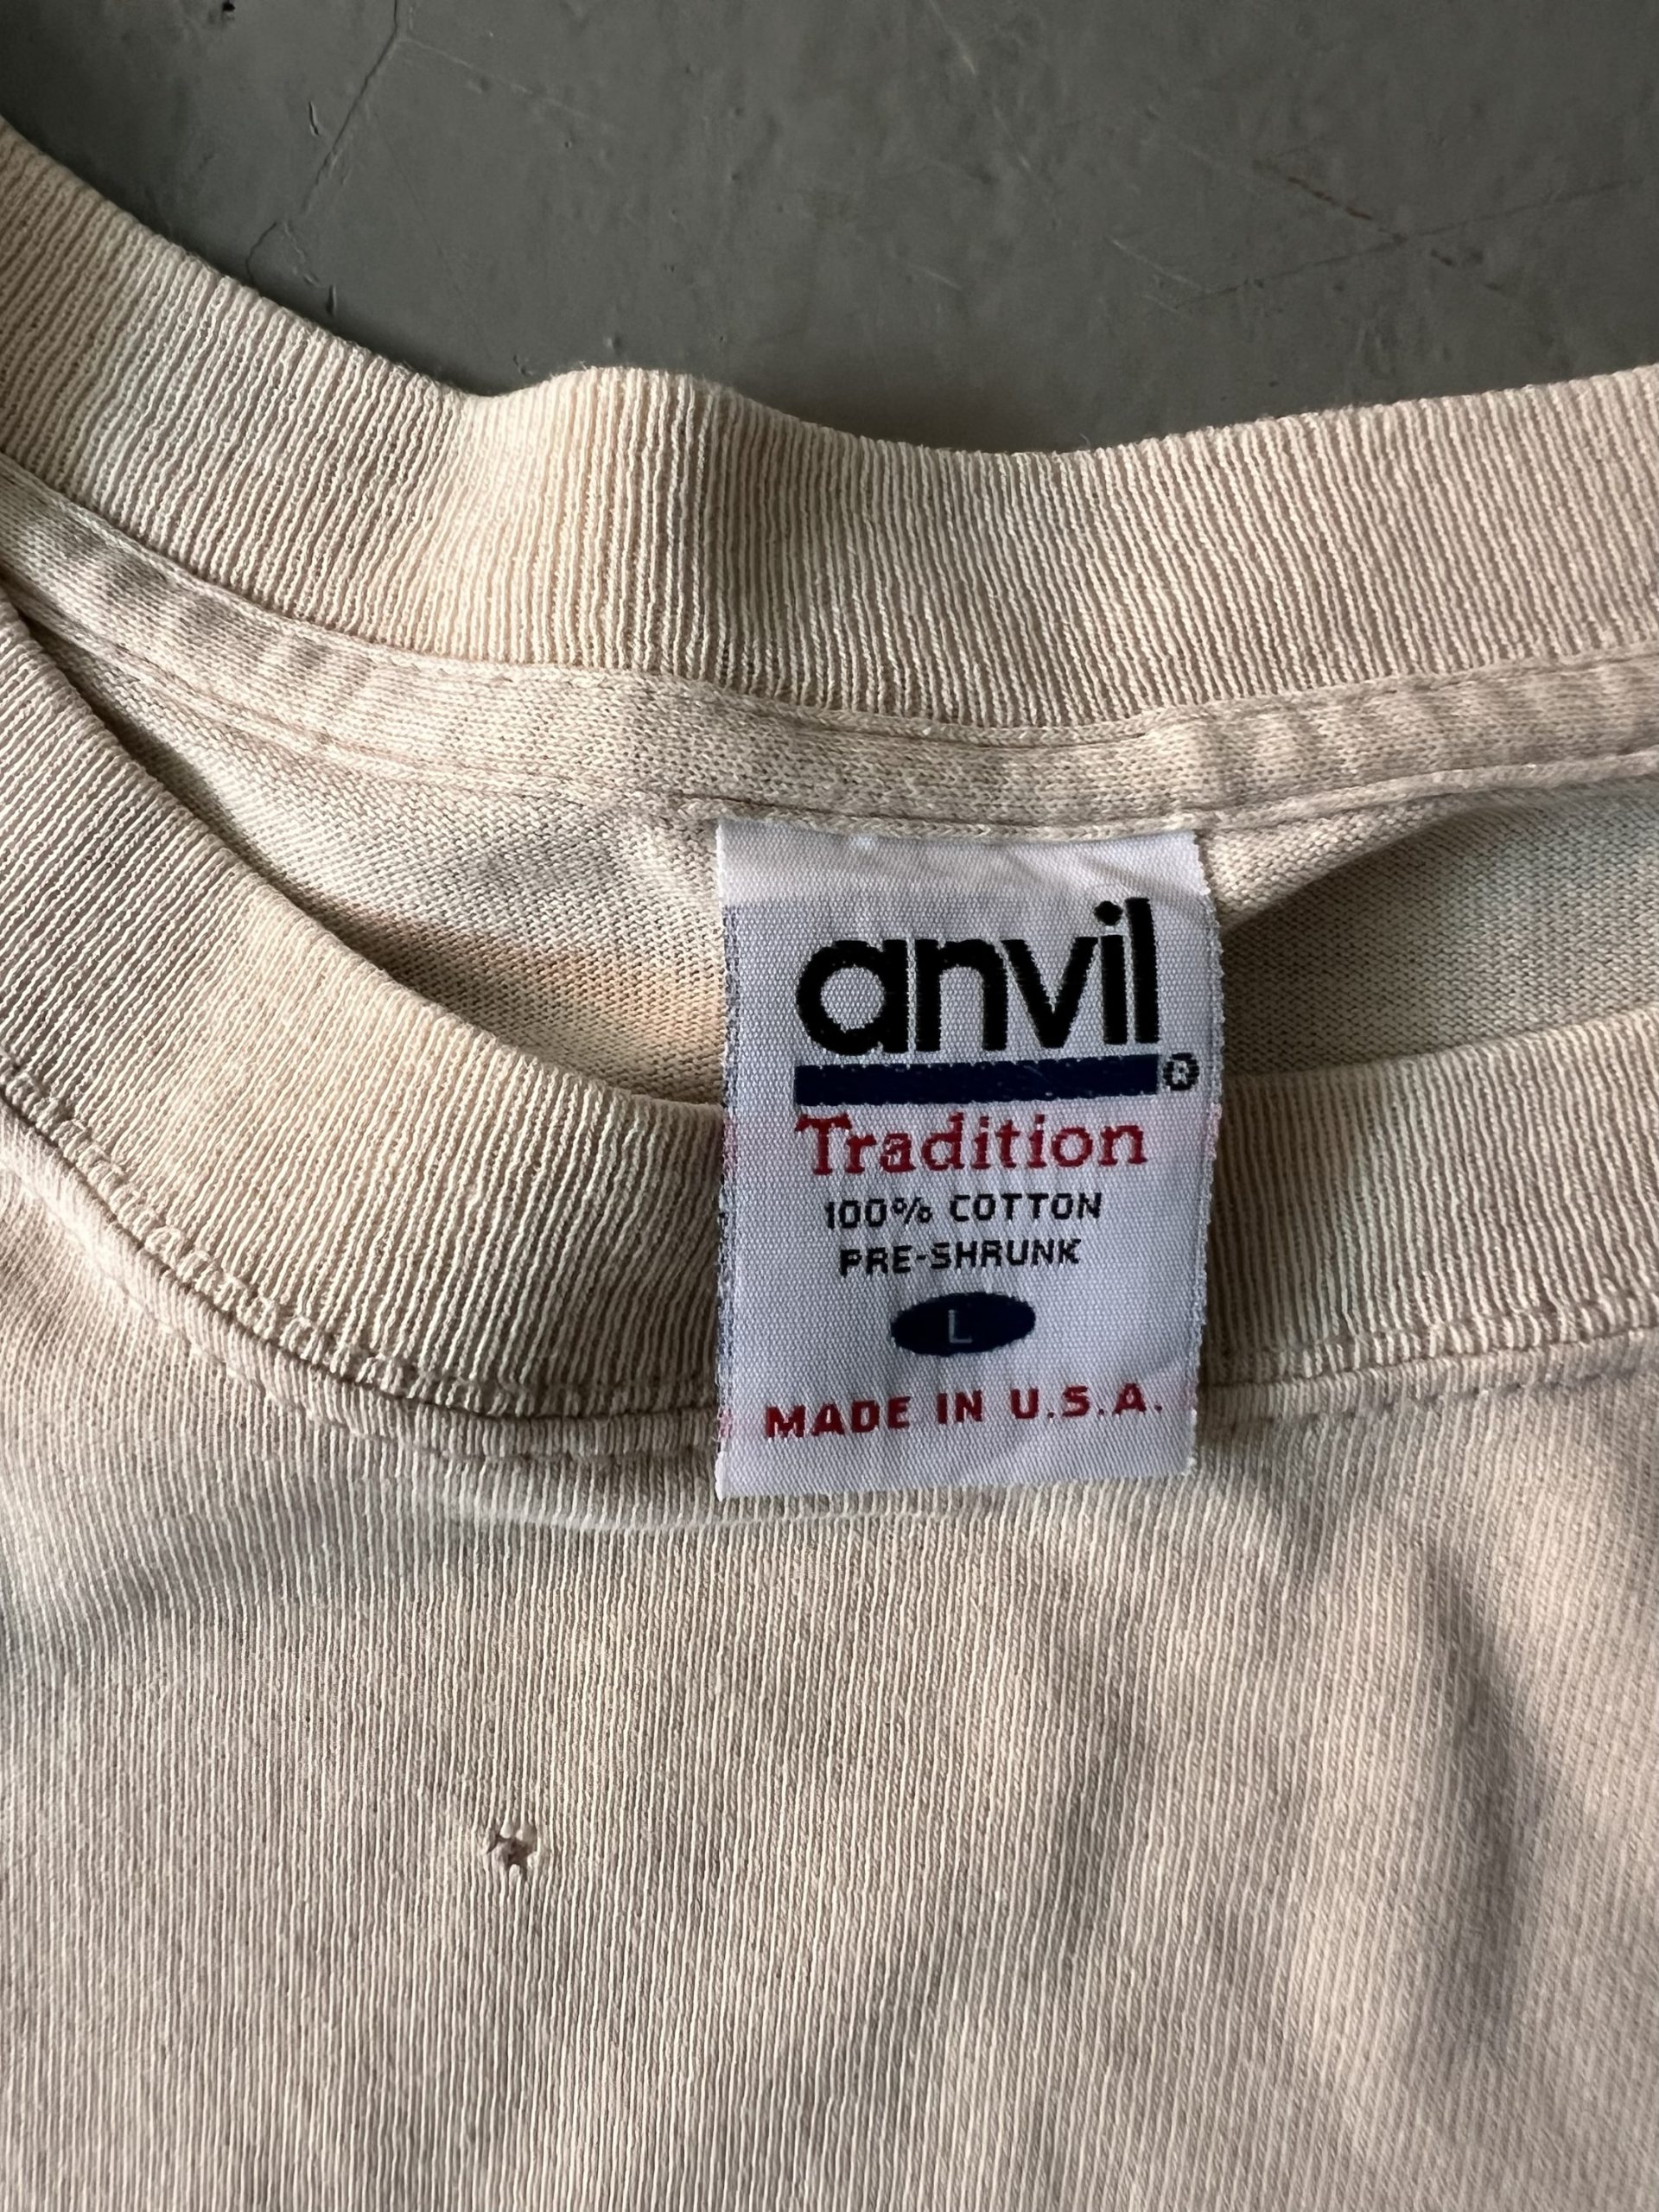 anvil®
Tradition
100% COTTON
PRE-SHRUNK
L
MADE IN U.S.A.